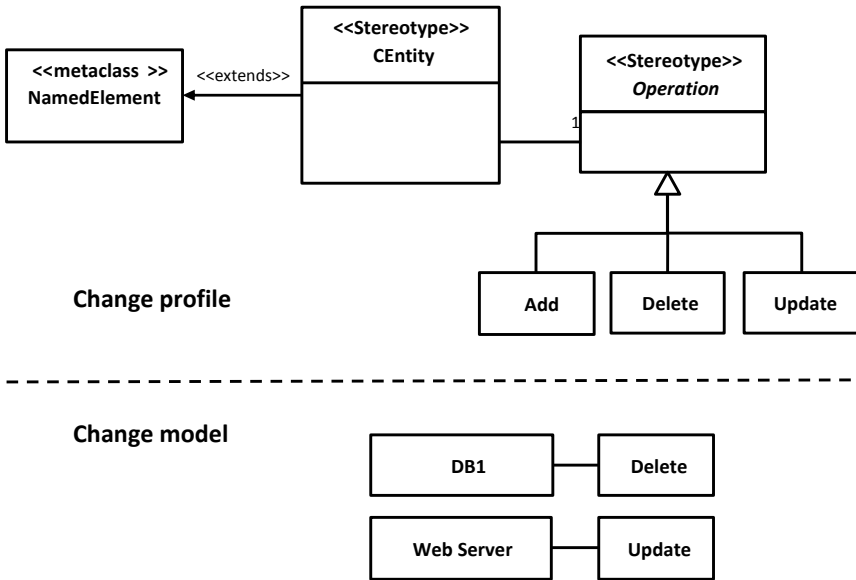 <<Stereotype>>
CEntity
<<metaclass >>
NamedElement
<<extends>>
<<Stereotype>>
Operation
1
Add
Delete
Update
Change profile
Change model
DB1
Delete
Web Server
Update